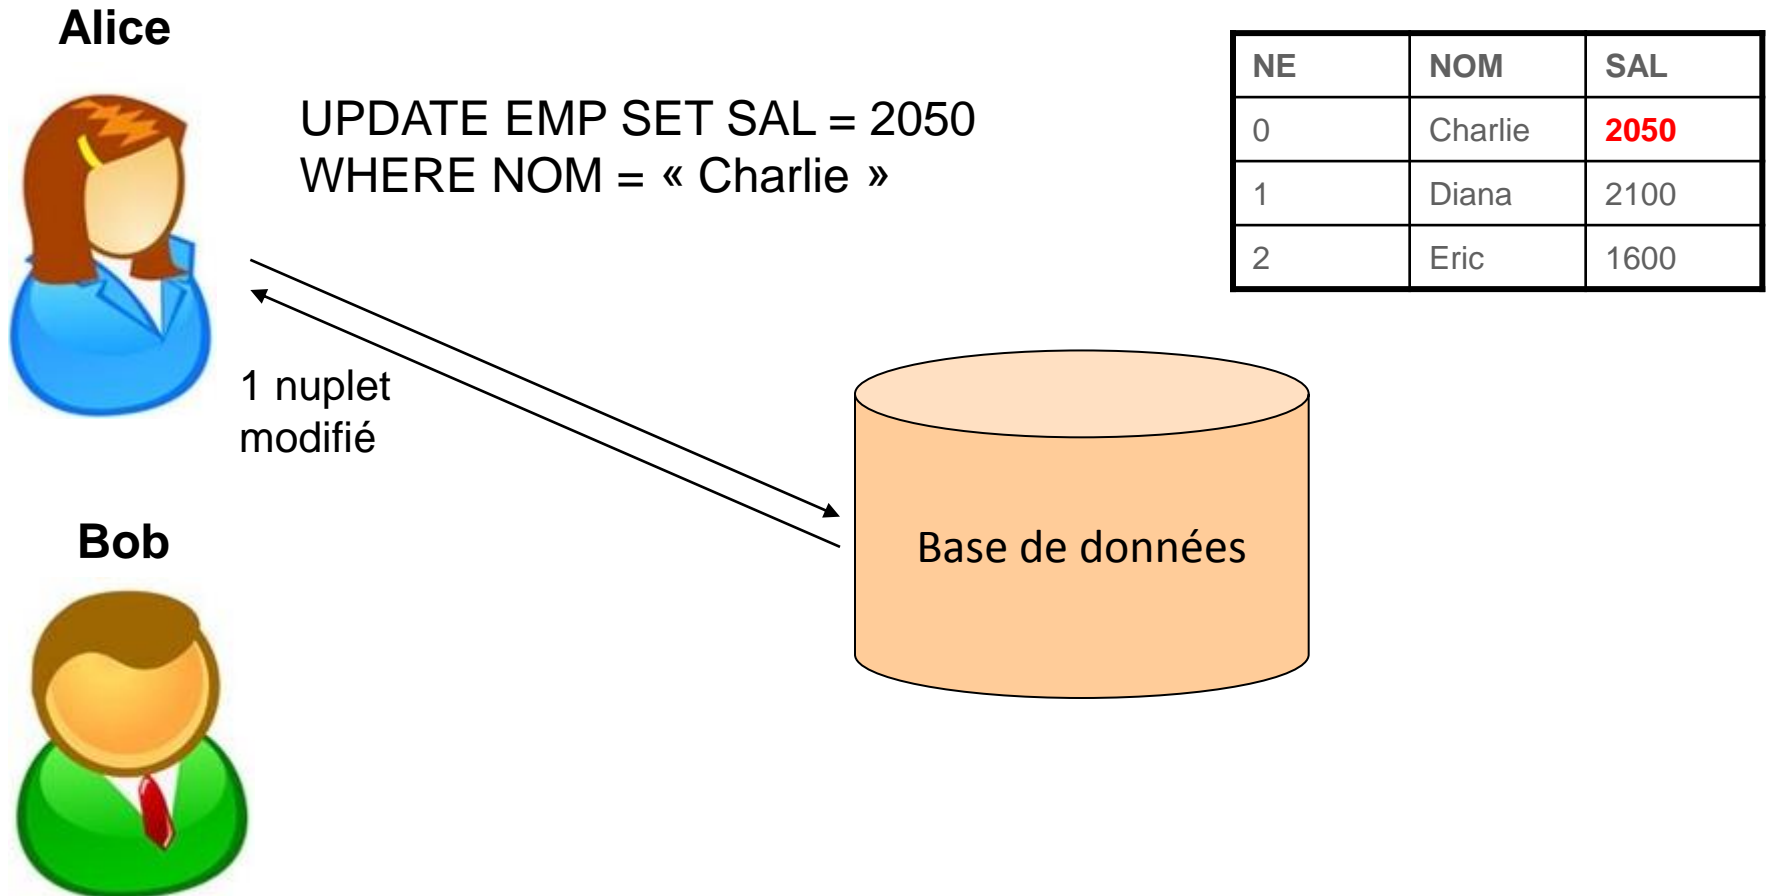 Alice
UPDATE EMP SET SAL = 2050
WHERE NOM = « Charlie »
NE NOM SAL
0 Charlie 2050
1 Diana 2100
2 Eric 1600
1 nuplet
modifié
Bob
Base de données